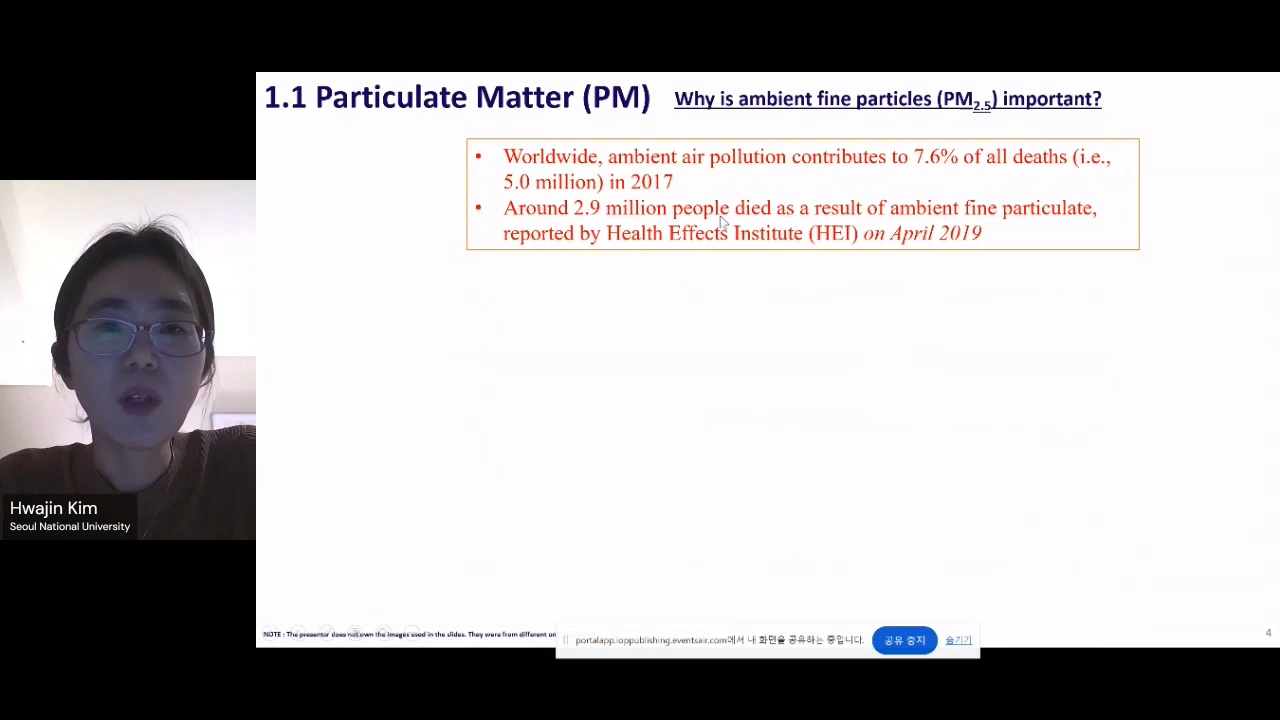 1.1 Particulate Matter (PM) Why is ambient fine particles (PM2.5) important?
• Worldwide, ambient air pollution contributes to 7.6% of all deaths (i.e.,
5.0 million) in 2017
• Around 2.9 million people died as a result of ambient fine particulate,
reported by Health Effects Institute (HEI) on April 2019
Hwajin Kim
Seoul National University
NOTE : The presenter does not own the images used in the slides. They were from different on
portalapp.ioppublishing.eventsair.com에서 내 화면을 공유하는 중입니다. 공유 중지 숨기기
4